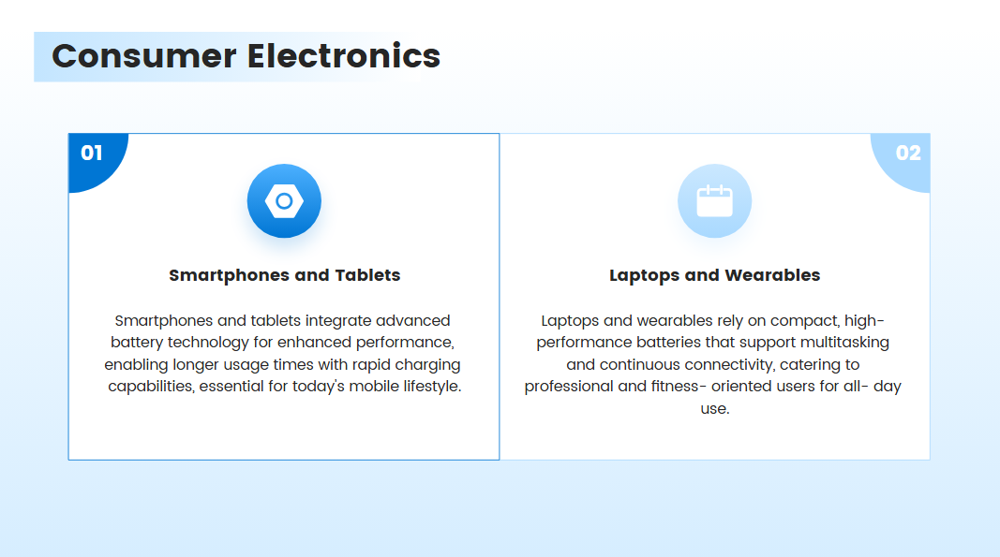 Consumer Electronics
01
Smartphones and Tablets
Smartphones and tablets integrate advanced
battery technology for enhanced performance,
enabling longer usage times with rapid charging
capabilities, essential for today's mobile lifestyle.
02
Laptops and Wearables
Laptops and wearables rely on compact, high-
performance batteries that support multitasking
and continuous connectivity, catering to
professional and fitness- oriented users for all- day
use.